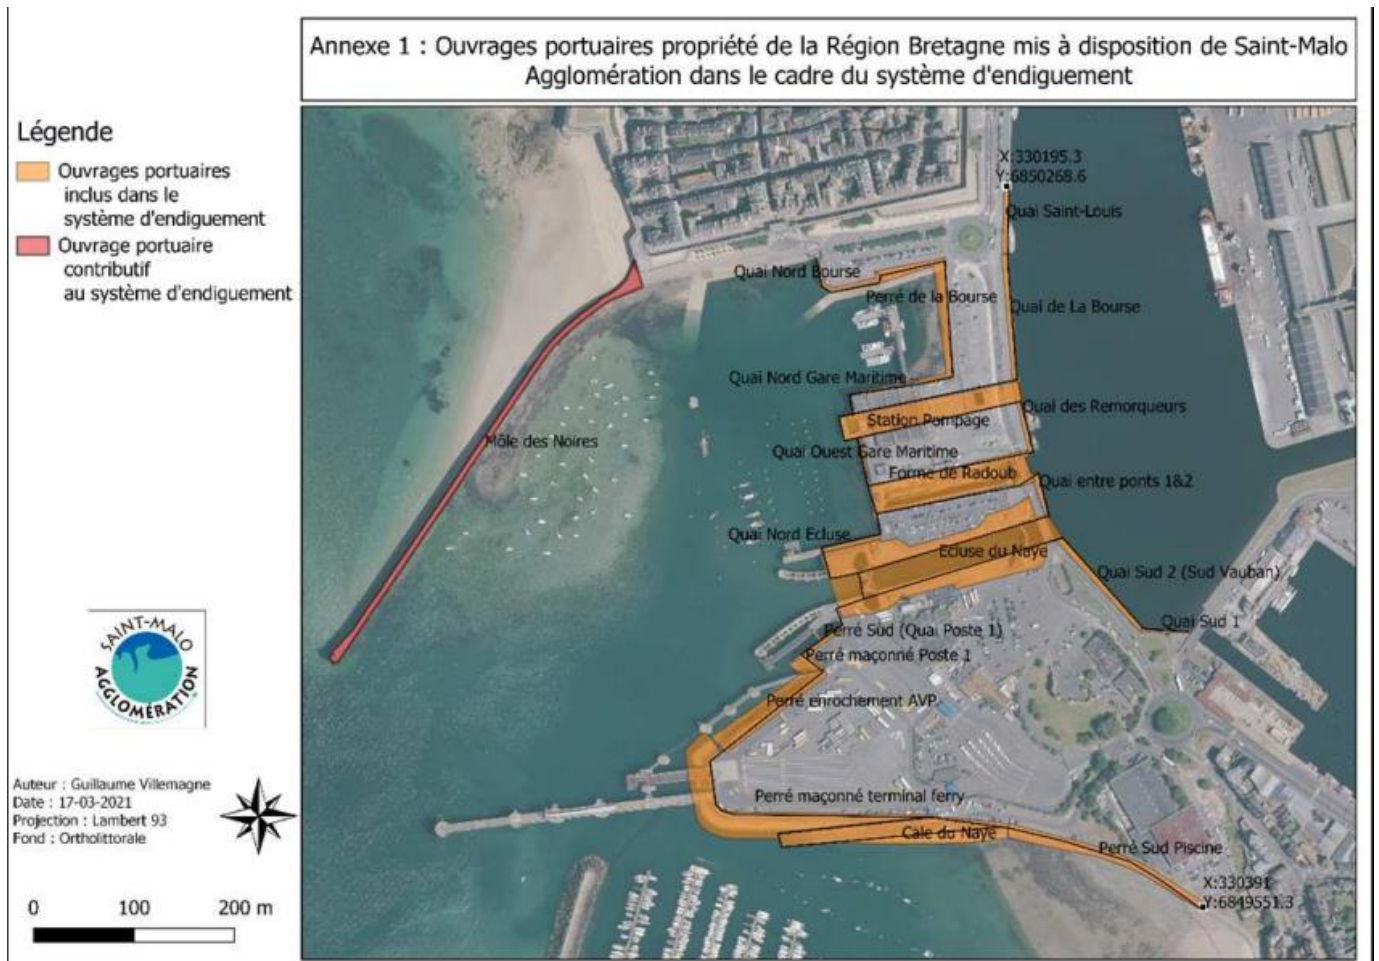 Annexe 1 : Ouvrages portuaires propriété de la Région Bretagne mis à disposition de Saint-Malo
Agglomération dans le cadre du système d'endiguement
Légende
Ouvrages portuaires
inclus dans le
système d'endiguement
Ouvrage portuaire
contributif
au système d'endiguement
X:330195.3
Y:6850268.6
Quai Saint-Louis
Quai Nord Bourse
Perré de la Bourse
Quai de La Bourse
Quai Nord Gare Maritime
Quai des Remorqueurs
Station Pompage
Môle des Noires
Quai Ouest Gare Maritime
Forme de Radoub
Quai entre ponts 1&2
Quai Nord Ecluse
Ecluse du Naye
Quai Sud 2 (Sud Vauban)
Quai Sud 1
Perré Sud (Quai Poste 1)
Perré maçonné Poste 1
Perré enrochement AVP
Perré maçonné terminal ferry
Cale du Naye
Perré Sud Piscine
X:330391
Y:6849551.3
SAINT-MALO
AGGLOMÉRATION
Auteur : Guillaume Villemagne
Date : 17-03-2021
Projection : Lambert 93
Fond : Ortholittorale
0 100 200 m